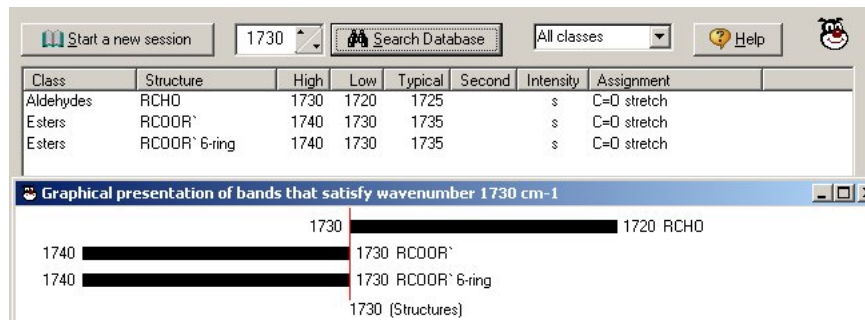 Start a new session 1730 Search Database All classes Help
Class Structure High Low Typical Second Intensity Assignment
Aldehydes RCHO 1730 1720 1725 s C=O stretch
Esters RCOOR` 1740 1730 1735 s C=O stretch
Esters RCOOR` 6-ring 1740 1730 1735 s C=O stretch
Graphical presentation of bands that satisfy wavenumber 1730 cm-1
1730 1720 RCHO
1740 1730 RCOOR`
1740 1730 RCOOR` 6-ring
1730 (Structures)